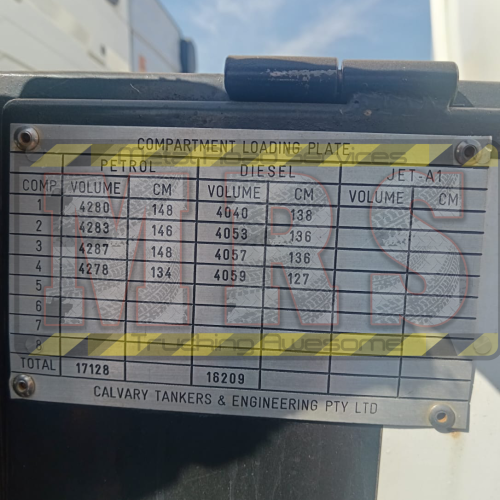 COMPARTMENT LOADING PLATE:
PETROL DIESEL JET-A1
COMP VOLUME CM VOLUME CM VOLUME CM
1 4280 148 4040 138
2 4283 146 4053 136
3 4287 148 4057 136
4 4278 134 4059 127
5
6
7
8
TOTAL 17128 16209
CALVARY TANKERS & ENGINEERING PTY LTD
MRS
Trucking Awesome